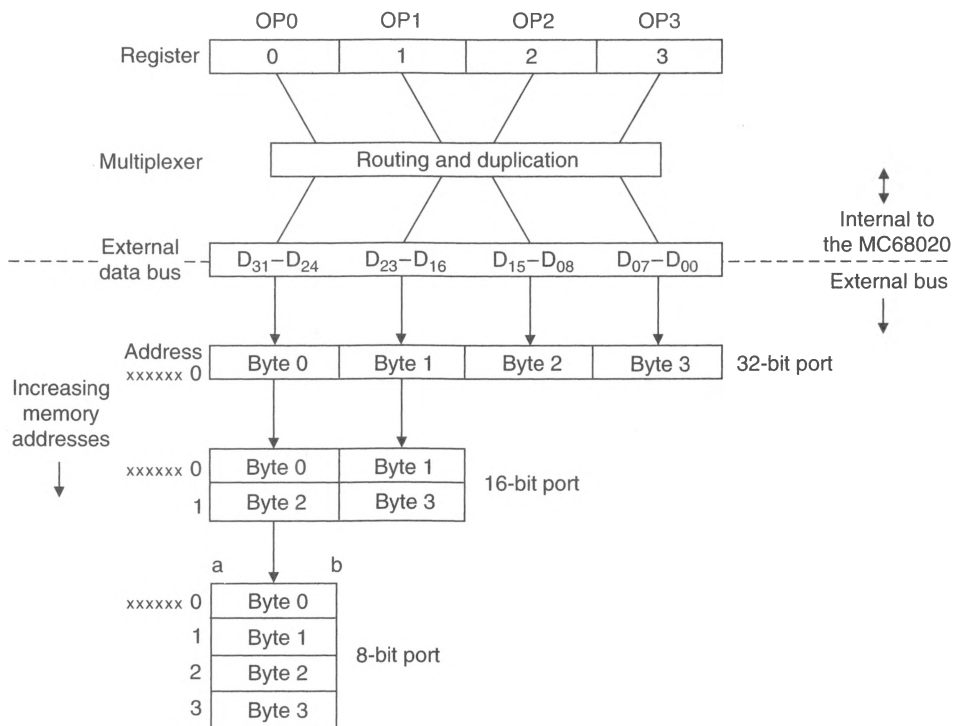 OP0 OP1 OP2 OP3
Register 0 1 2 3
Multiplexer Routing and duplication
Internal to
the MC68020
External
data bus
D31–D24 D23–D16 D15–D08 D07–D00
External bus
Address
xxxxxx 0 Byte 0 Byte 1 Byte 2 Byte 3 32-bit port
Increasing
memory
addresses
xxxxxx 0 Byte 0 Byte 1
1 Byte 2 Byte 3
16-bit port
a b
xxxxxx 0 Byte 0
1 Byte 1
2 Byte 2
3 Byte 3
8-bit port